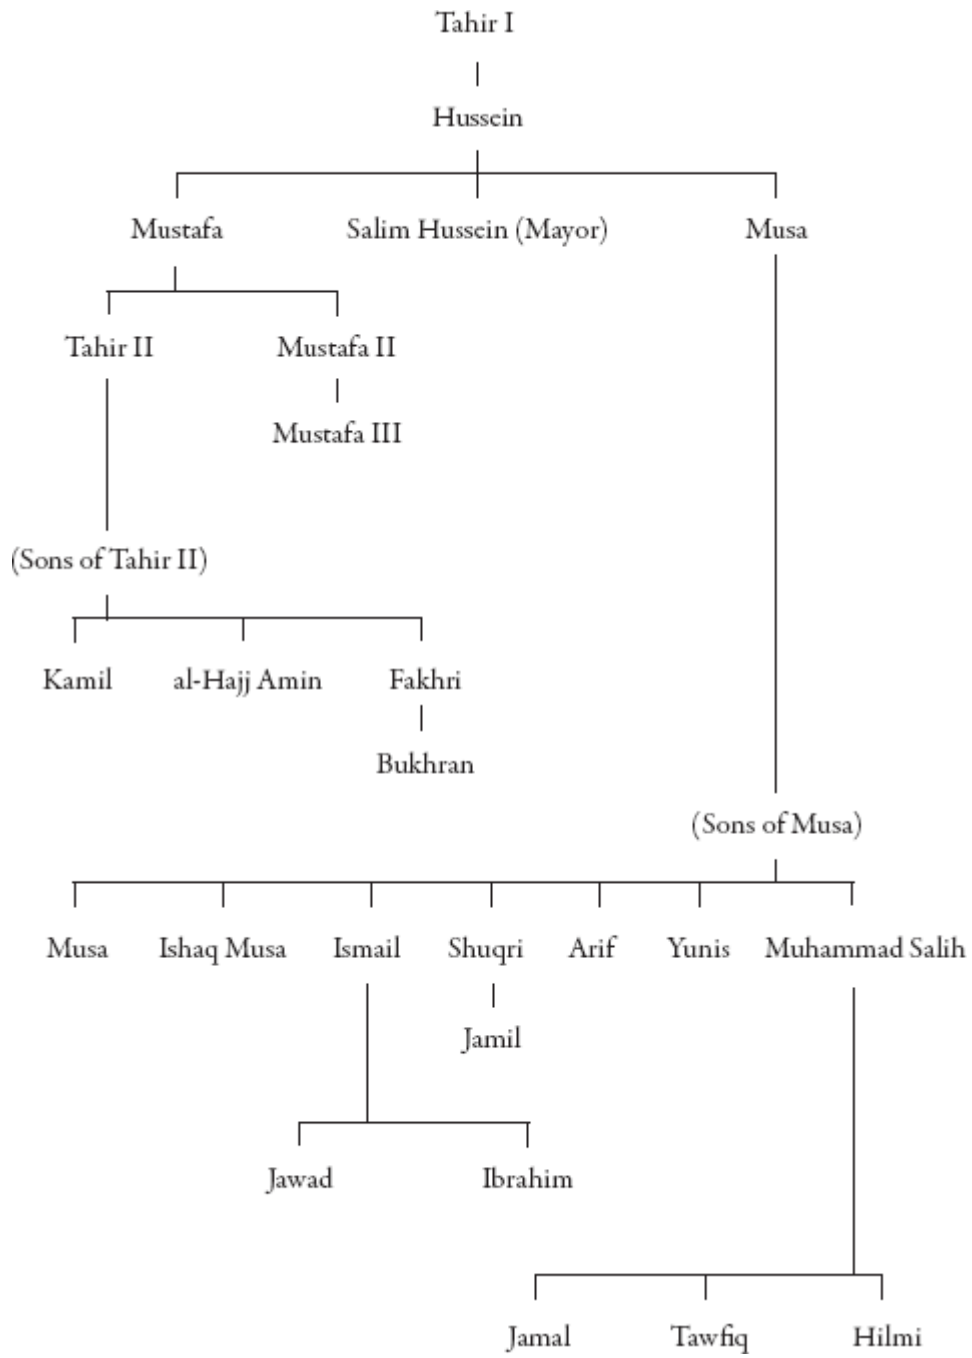 Tahir I
Hussein
Mustafa
Salim Hussein (Mayor)
Musa
Tahir II
Mustafa II
Mustafa III
(Sons of Tahir II)
Kamil
al-Hajj Amin
Fakhri
Bukhran
(Sons of Musa)
Musa
Ishaq Musa
Ismail
Shuqri
Arif
Yunis
Muhammad Salih
Jamil
Jawad
Ibrahim
Jamal
Tawfiq
Hilmi